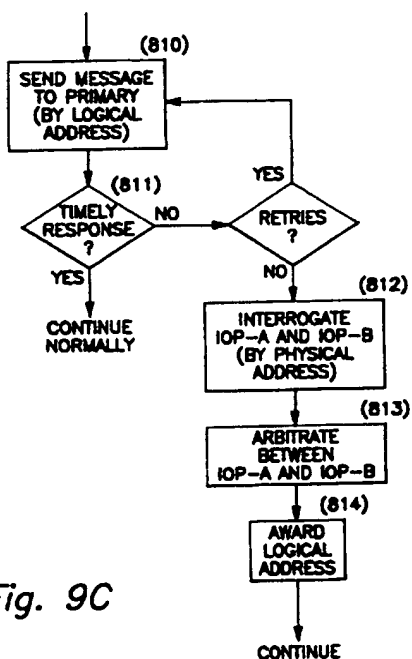 (810)
SEND MESSAGE
TO PRIMARY
(BY LOGICAL
ADDRESS)
(811)
TIMELY
RESPONSE
?
NO
YES
CONTINUE
NORMALLY
YES
RETRIES
?
NO
(812)
INTERROGATE
IOP-A AND IOP-B
(BY PHYSICAL
ADDRESS)
(813)
ARBITRATE
BETWEEN
IOP-A AND IOP-B
(814)
AWARD
LOGICAL
ADDRESS
CONTINUE
Fig. 9C